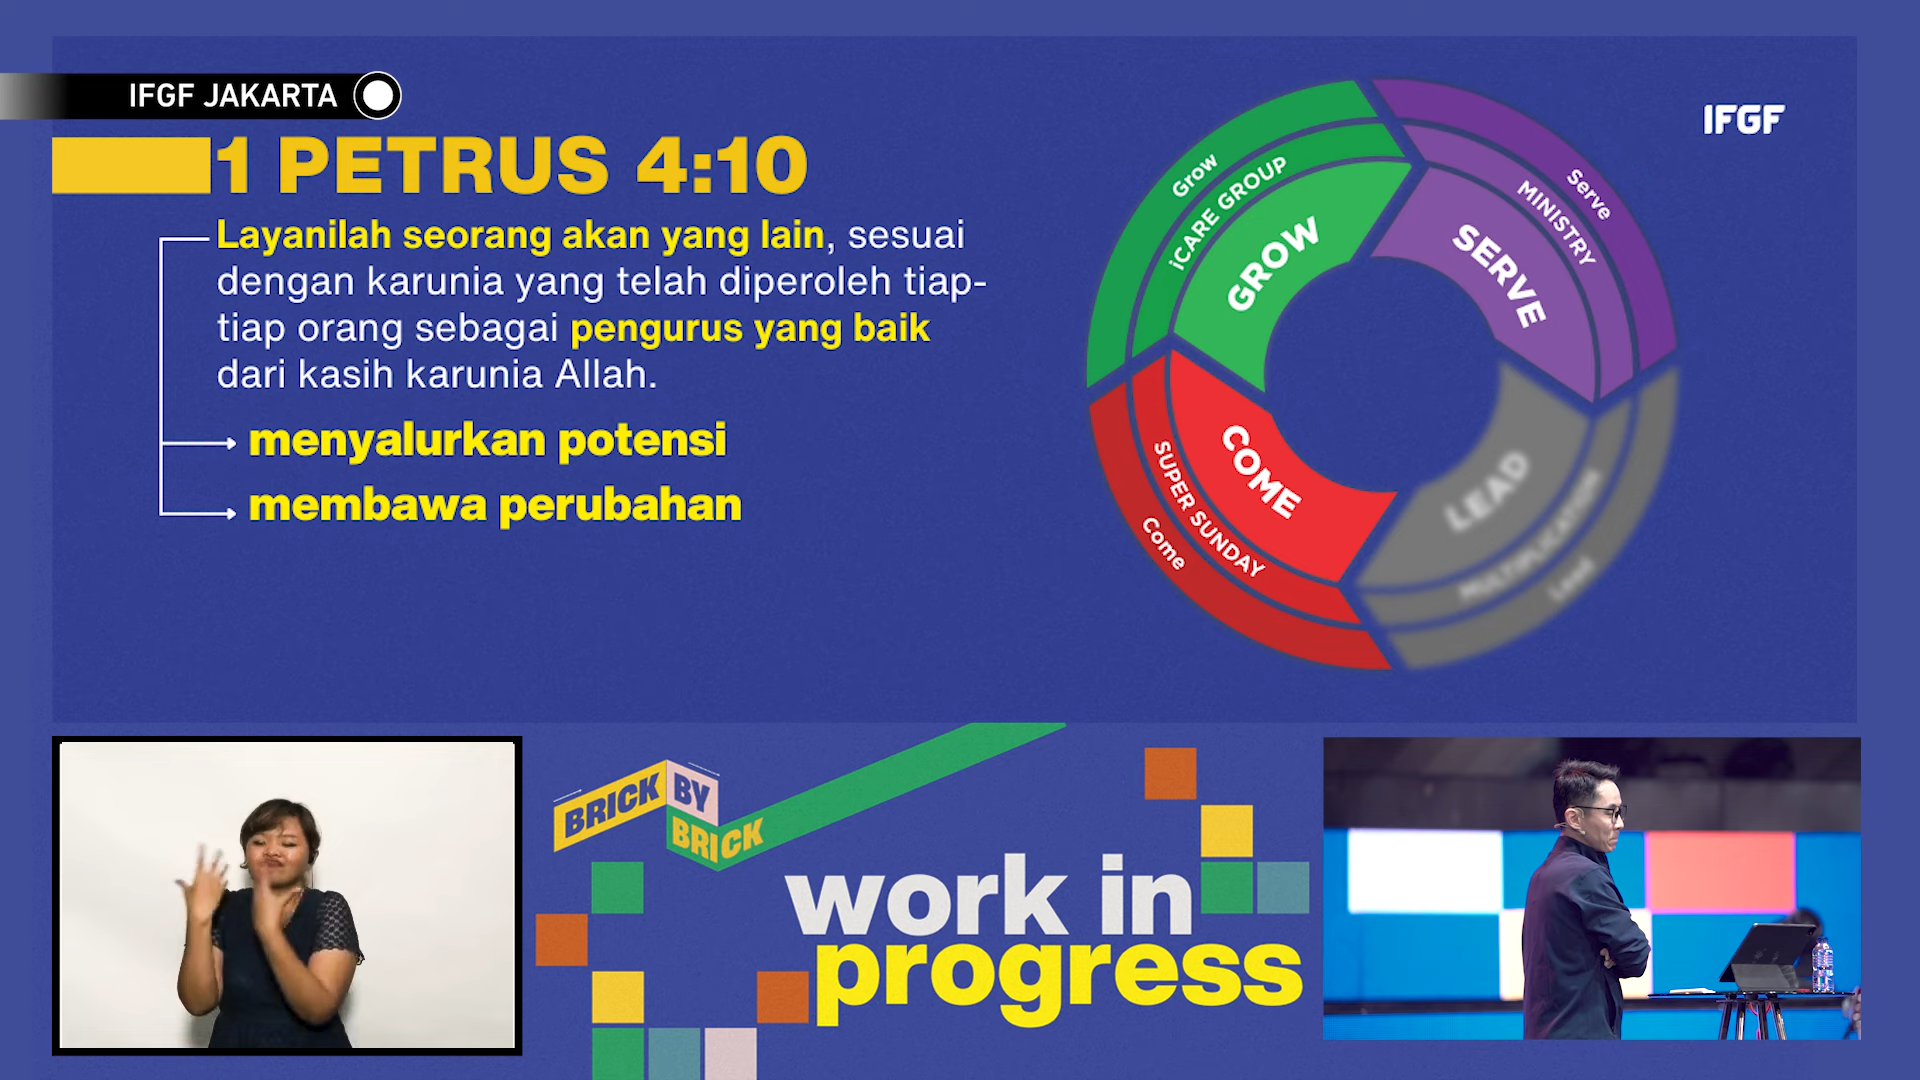 IFGF JAKARTA
IFGF
1 PETRUS 4:10
Layanilah seorang akan yang lain, sesuai
dengan karunia yang telah diperoleh tiap-
tiap orang sebagai pengurus yang baik
dari kasih karunia Allah.
menyalurkan potensi
membawa perubahan
Grow
iCARE GROUP
GROW
Serve
MINISTRY
SERVE
COME
SUPER SUNDAY
Come
LEAD
MULTIPLICATION
Lead
BRICK BY
BRICK
work in
progress